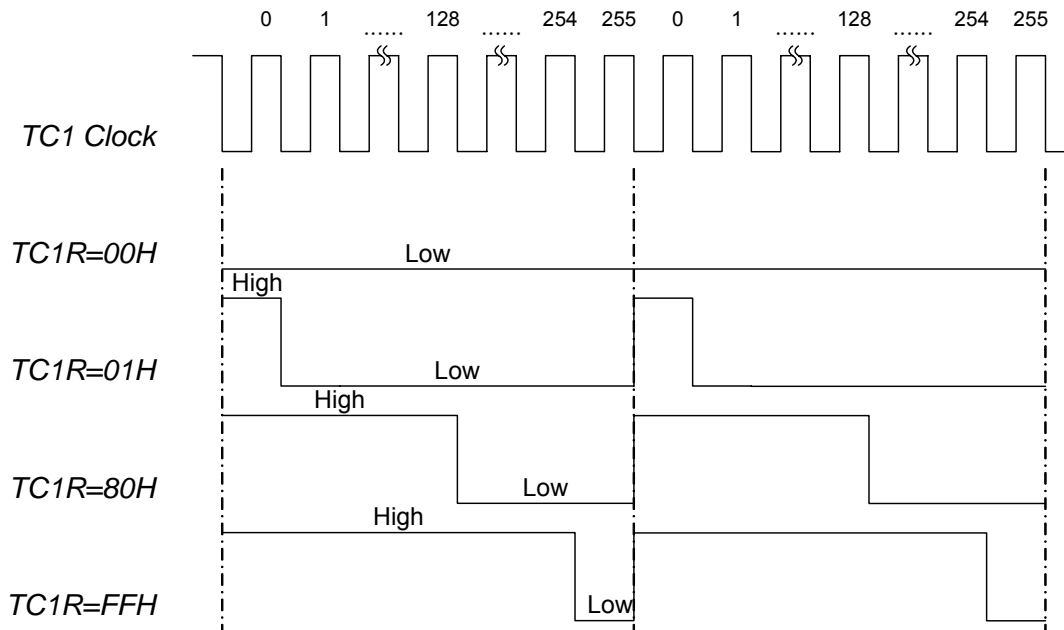 0 1 ...... 128 ...... 254 255 0 1 ...... 128 ...... 254 255
TC1 Clock
TC1R=00H
Low
High
TC1R=01H
Low
High
TC1R=80H
Low
High
TC1R=FFH
Low